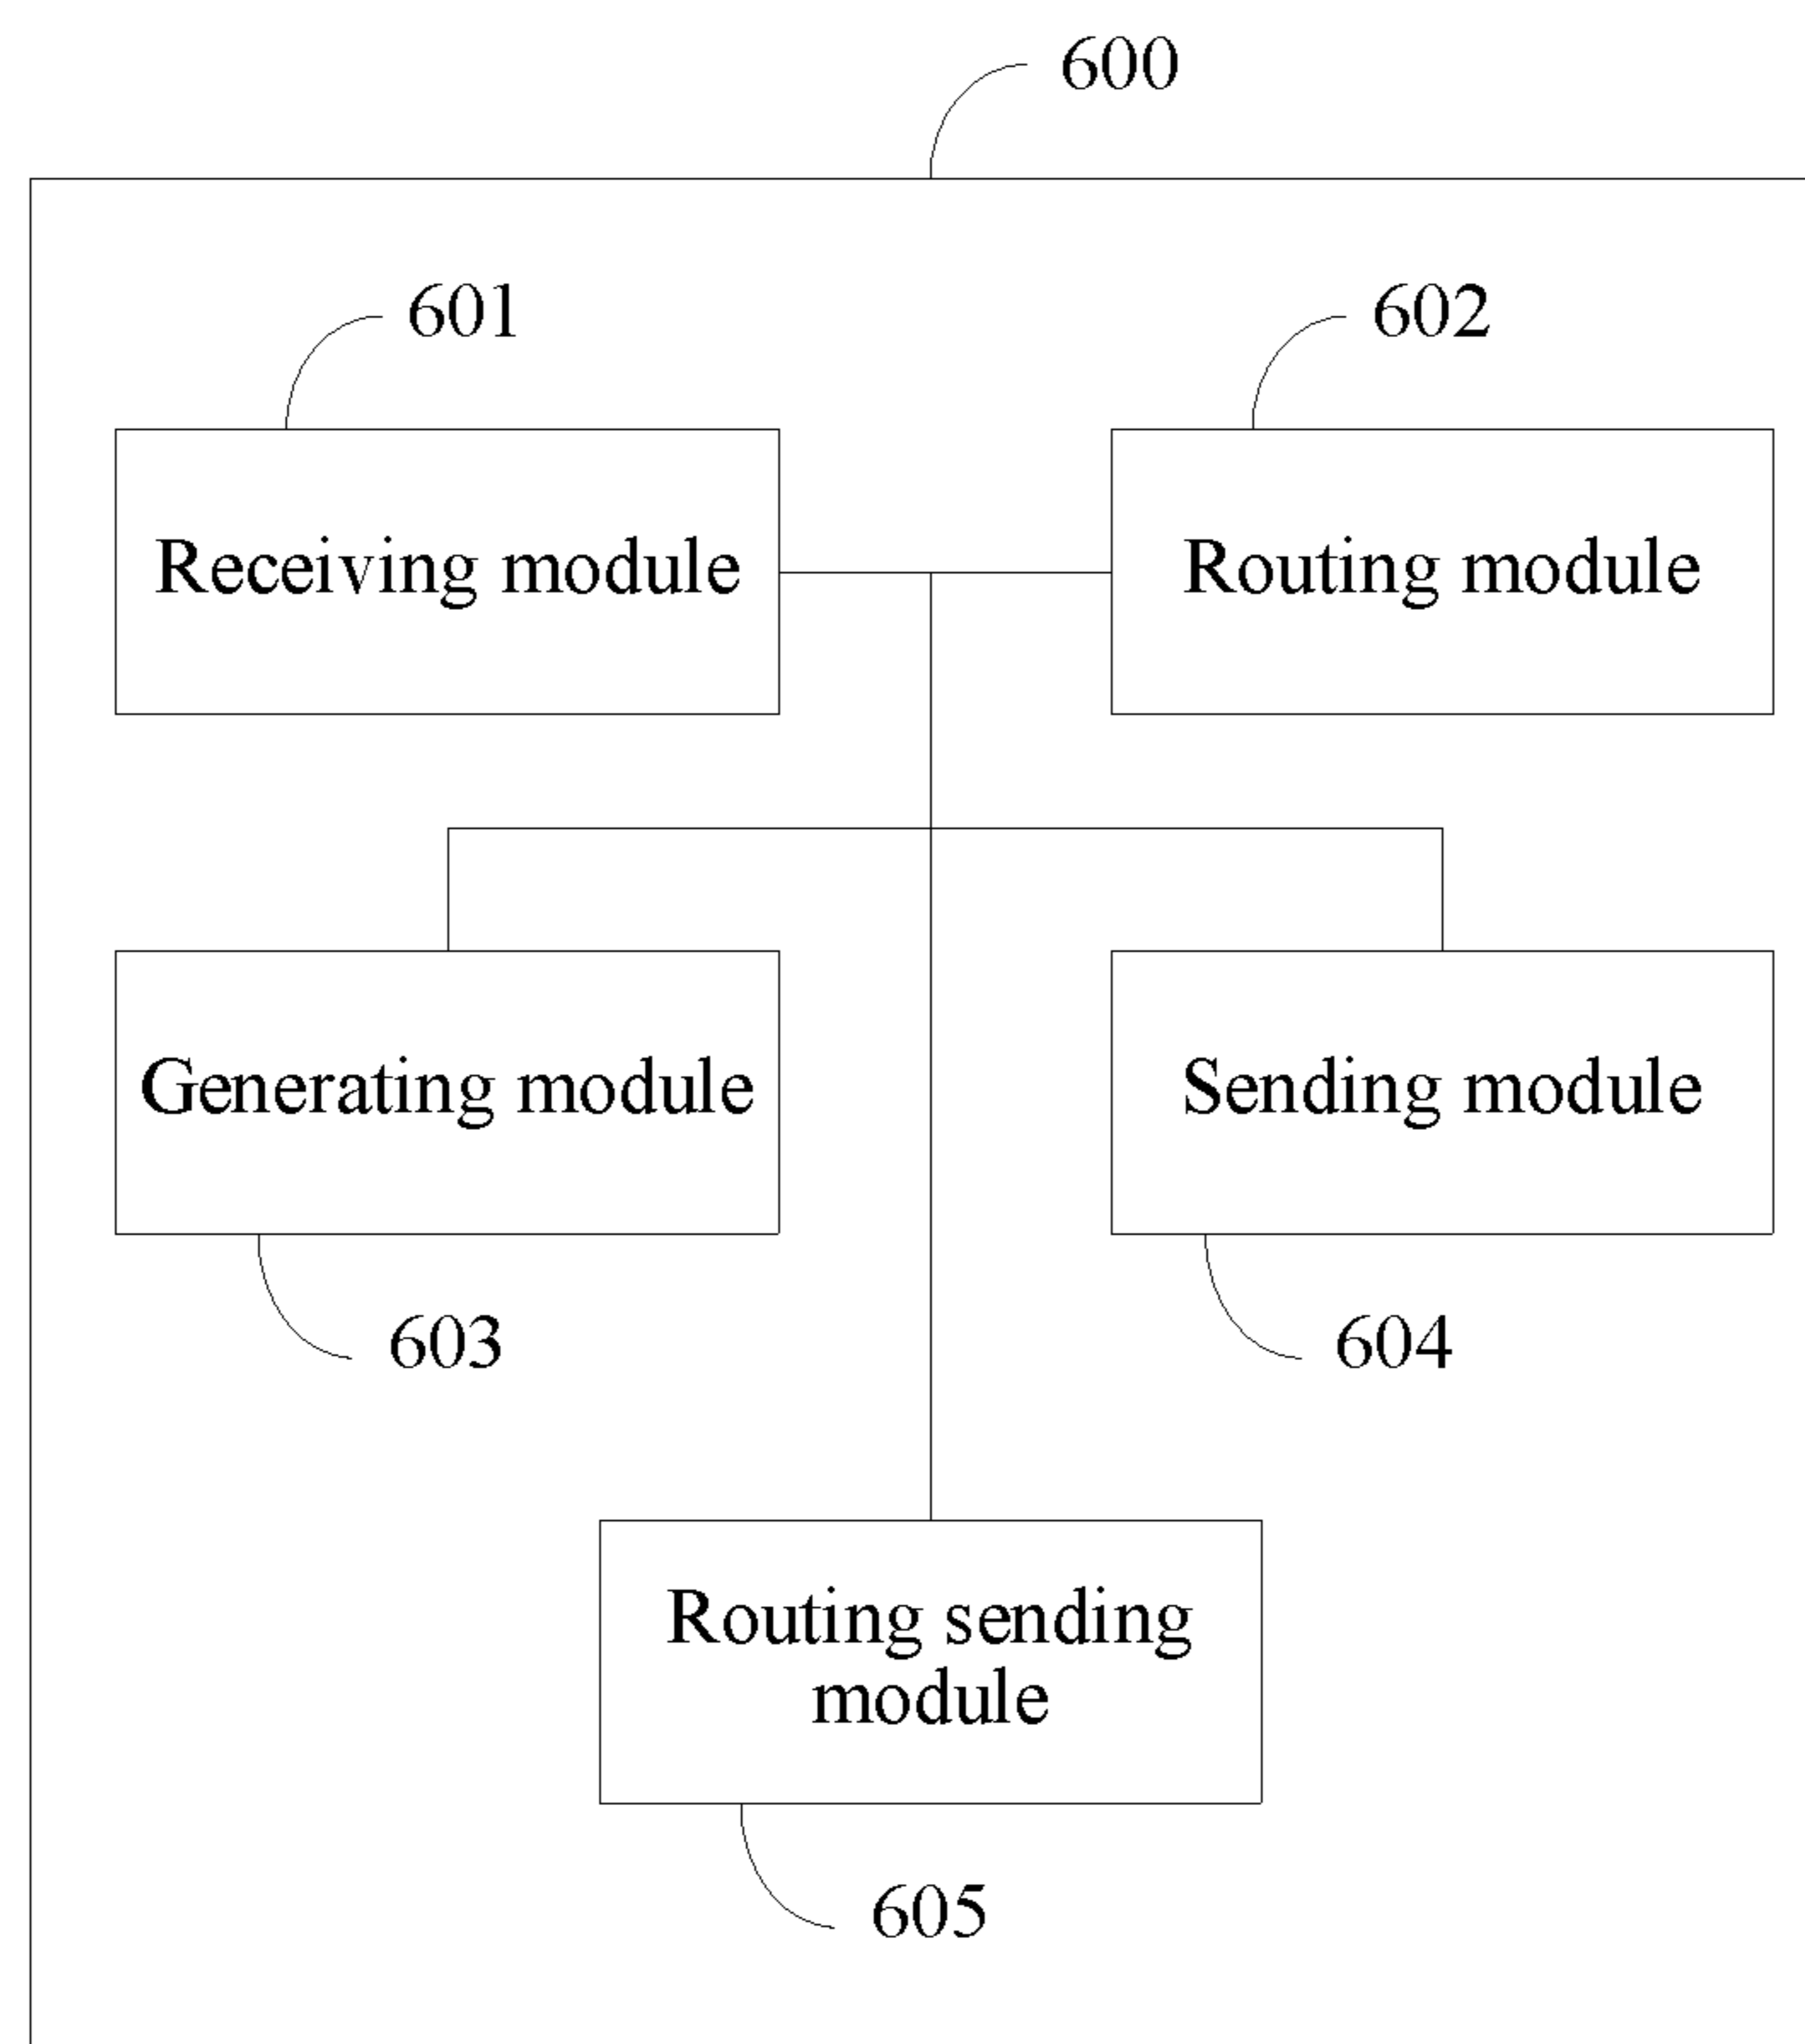 600
601
602
Receiving module
Routing module
Generating module
Sending module
603
604
Routing sending
module
605